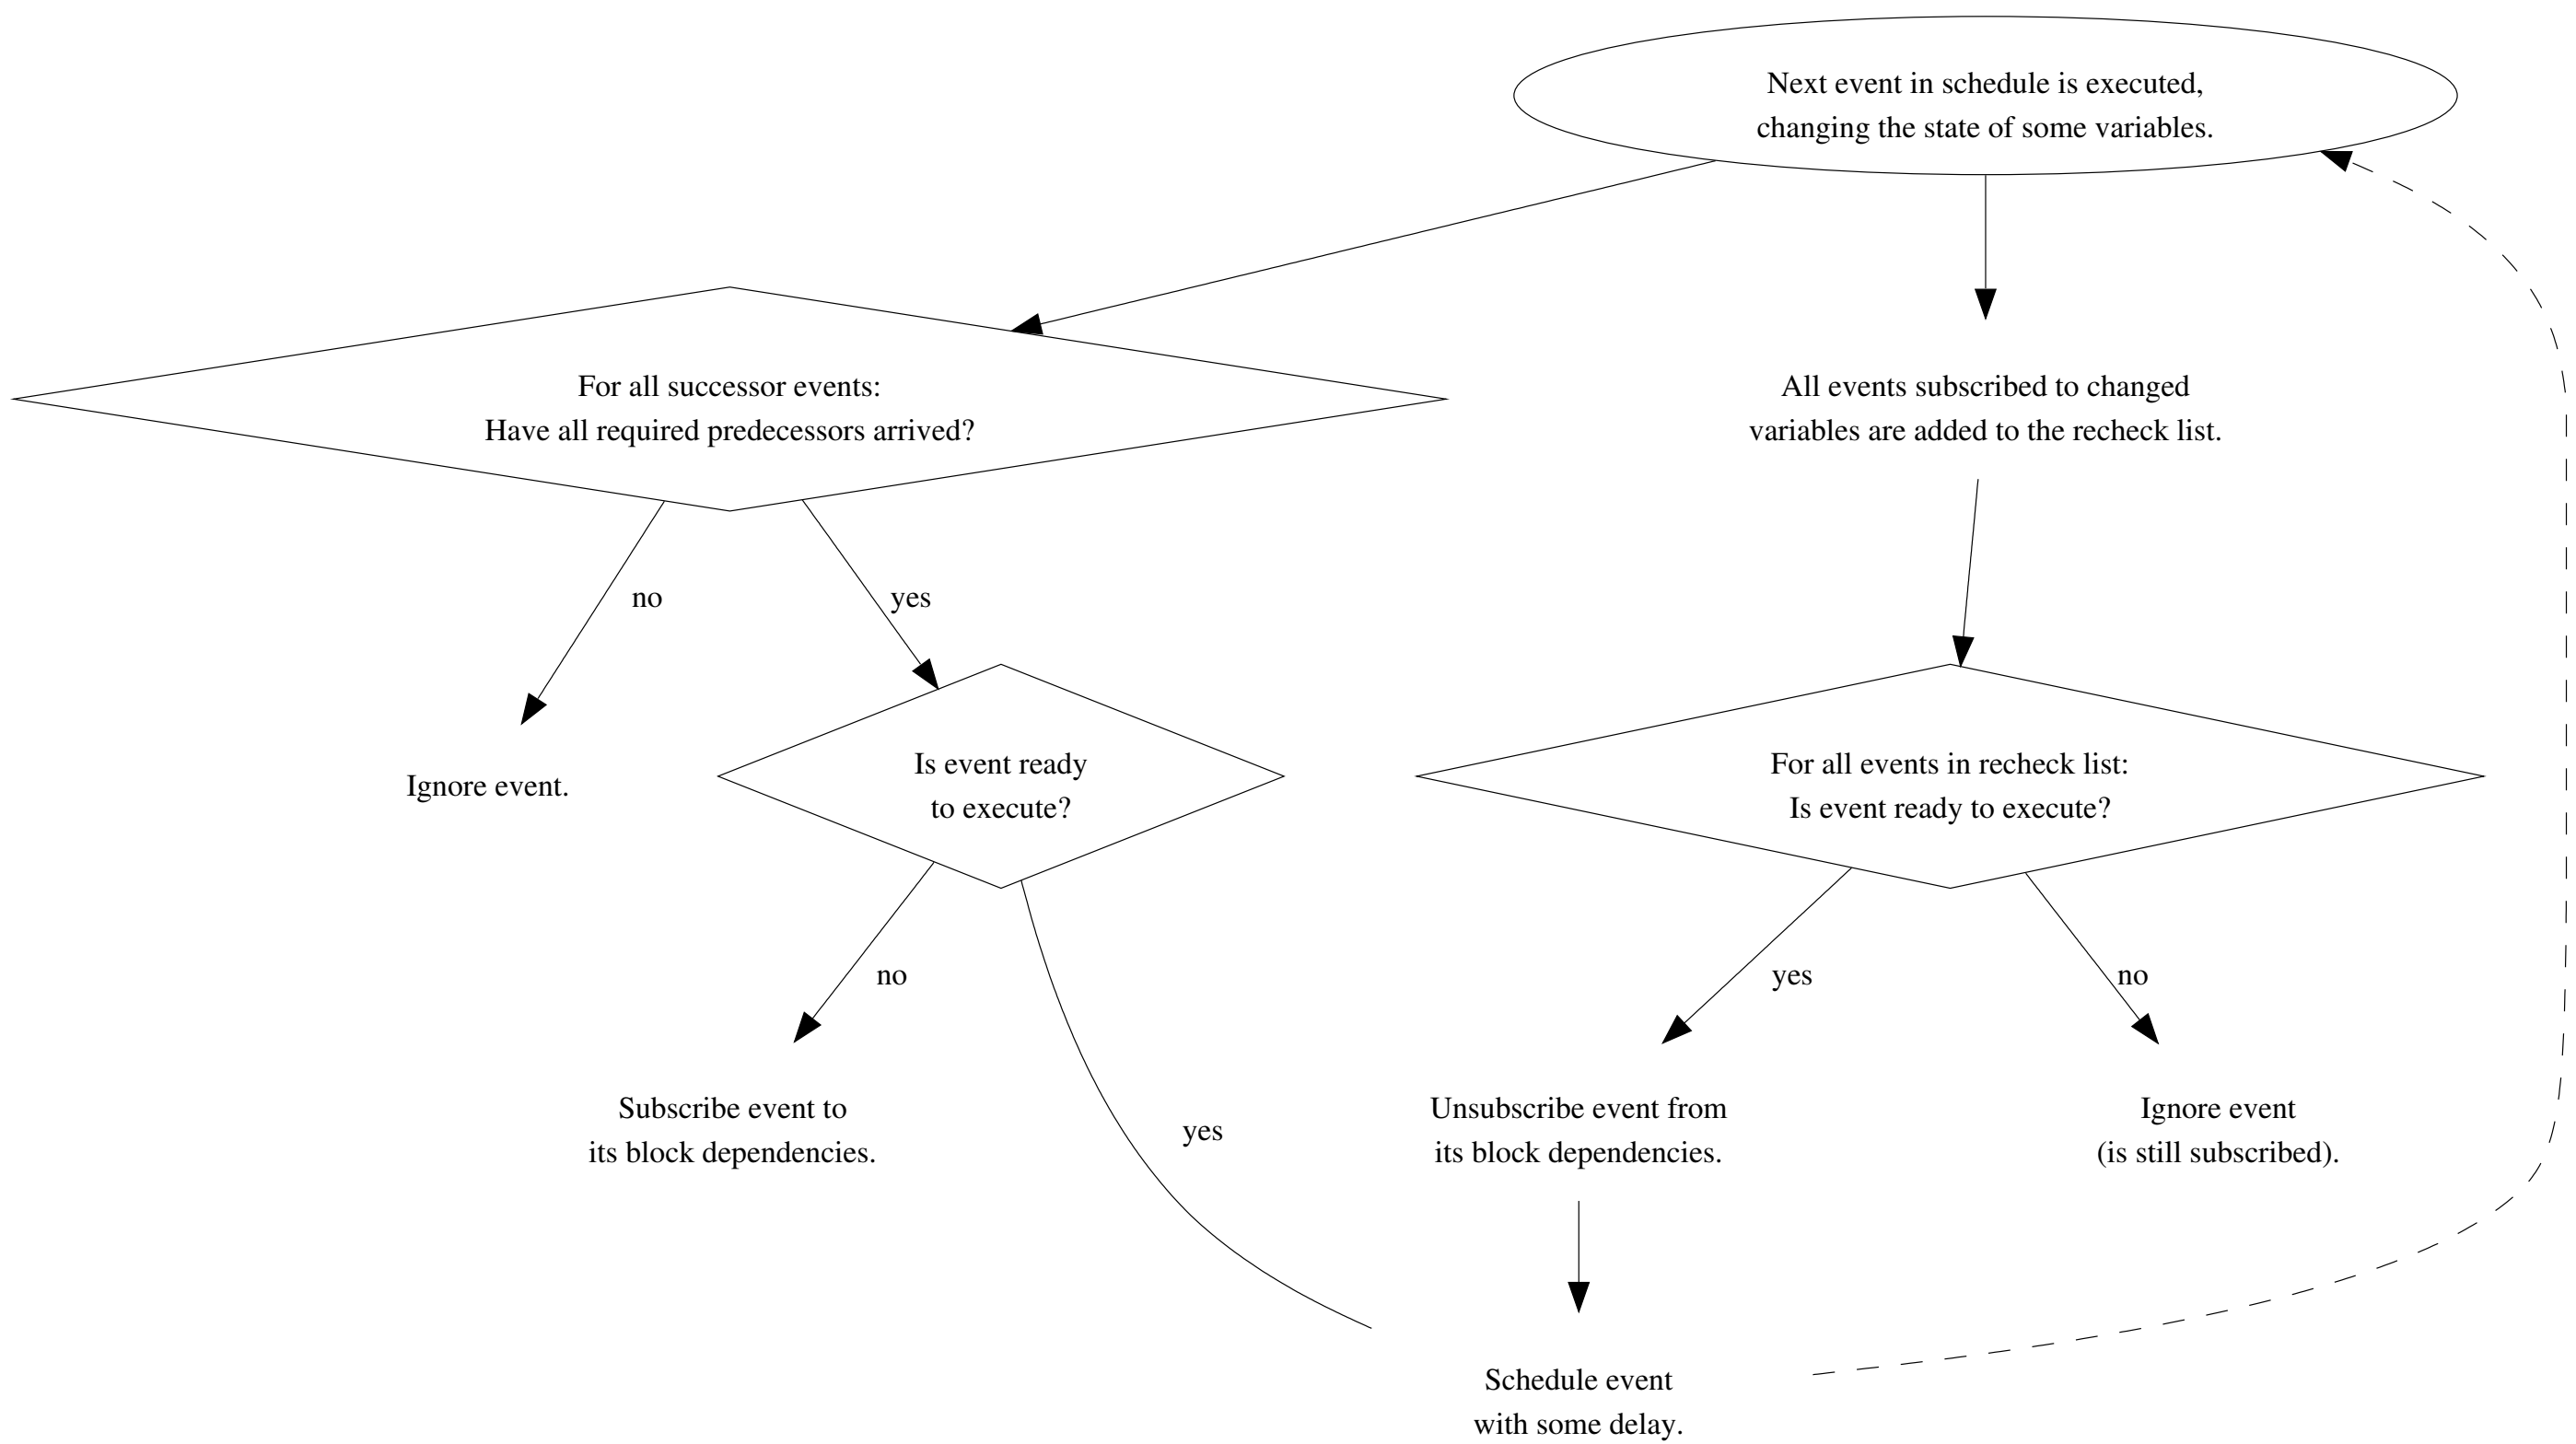 Next event in schedule is executed,
changing the state of some variables.
For all successor events:
Have all required predecessors arrived?
All events subscribed to changed
variables are added to the recheck list.
no
yes
Ignore event.
Is event ready
to execute?
For all events in recheck list:
Is event ready to execute?
no
yes
no
Subscribe event to
its block dependencies.
yes
Unsubscribe event from
its block dependencies.
Ignore event
(is still subscribed).
Schedule event
with some delay.